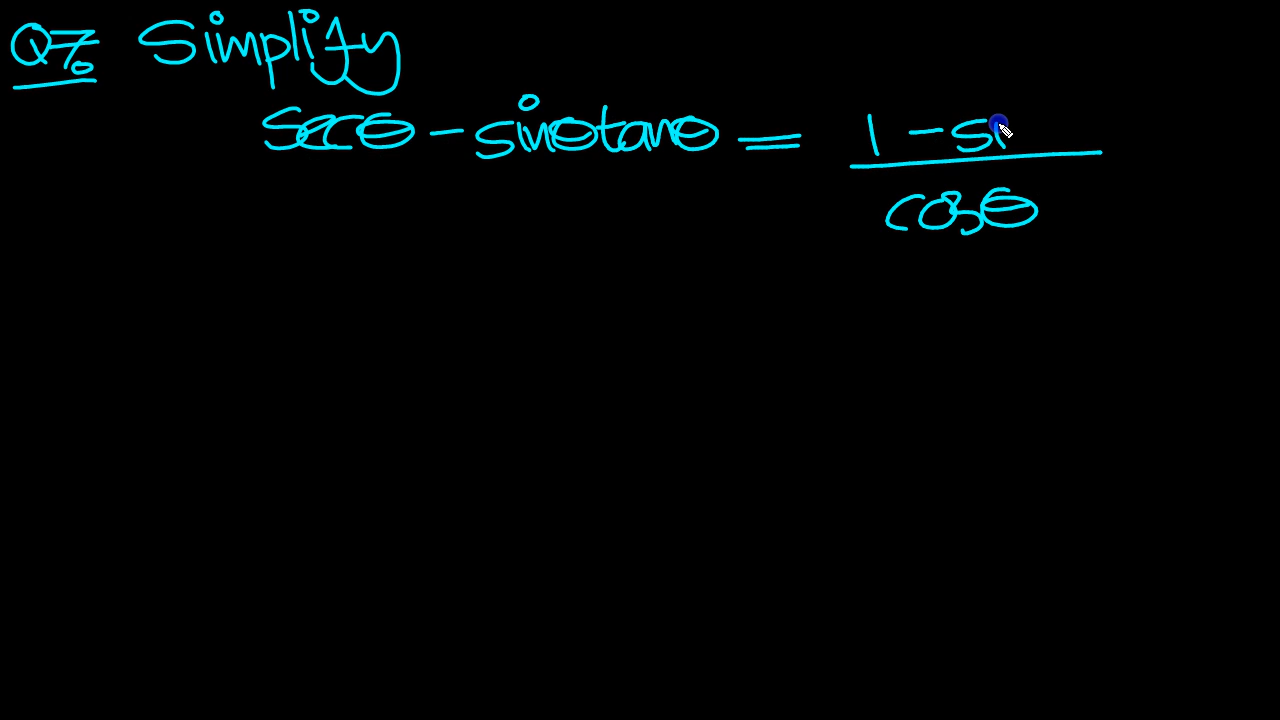 Q7. Simplify
secθ - sinθtanθ = 1 - si
cosθ